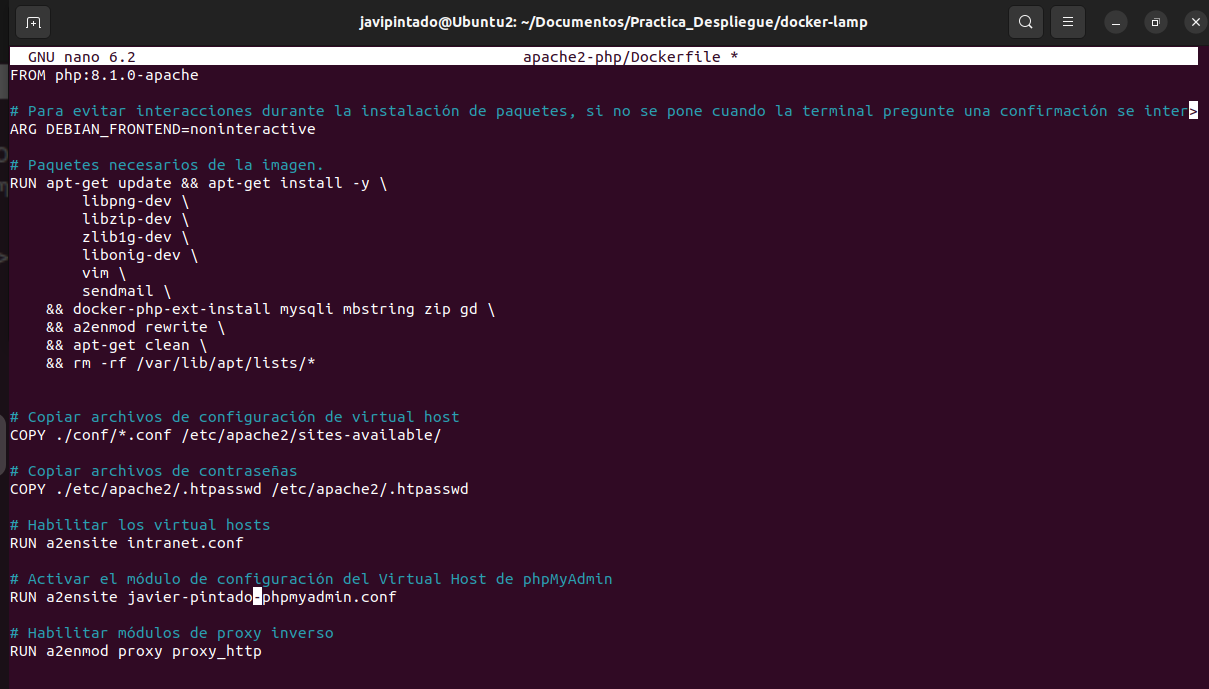 javipintado@Ubuntu2: ~/Documentos/Practica_Despliegue/docker-lamp
GNU nano 6.2 apache2-php/Dockerfile *
FROM php:8.1.0-apache
# Para evitar interacciones durante la instalación de paquetes, si no se pone cuando la terminal pregunte una confirmación se inter>
ARG DEBIAN_FRONTEND=noninteractive
# Paquetes necesarios de la imagen.
RUN apt-get update && apt-get install -y \
libpng-dev \
libzip-dev \
zlib1g-dev \
libonig-dev \
vim \
sendmail \
&& docker-php-ext-install mysqli mbstring zip gd \
&& a2enmod rewrite \
&& apt-get clean \
&& rm -rf /var/lib/apt/lists/*
# Copiar archivos de configuración de virtual host
COPY ./conf/*.conf /etc/apache2/sites-available/
# Copiar archivos de contraseñas
COPY ./etc/apache2/.htpasswd /etc/apache2/.htpasswd
# Habilitar los virtual hosts
RUN a2ensite intranet.conf
# Activar el módulo de configuración del Virtual Host de phpMyAdmin
RUN a2ensite javier-pintado-phpmyadmin.conf
# Habilitar módulos de proxy inverso
RUN a2enmod proxy proxy_http